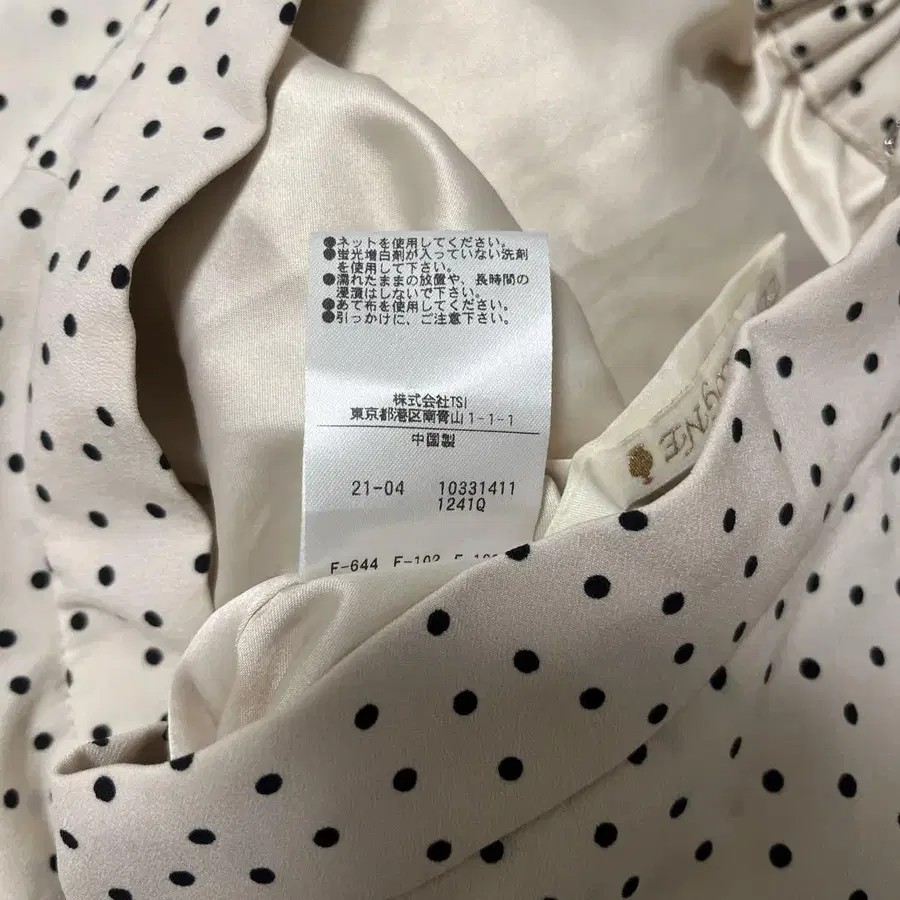 ●ネットを使用してください。
●蛍光増白剤が入っていない洗剤
を使用して下さい。
●濡れたままの放置や、長時間の
浸漬はしないで下さい。
●あて布を使用してください。
●引っかけに、ご注意下さい。
株式会社TSI
東京都港区南青山1-1-1
中国製
21-04 10331411
1241Q
F-644 F-102